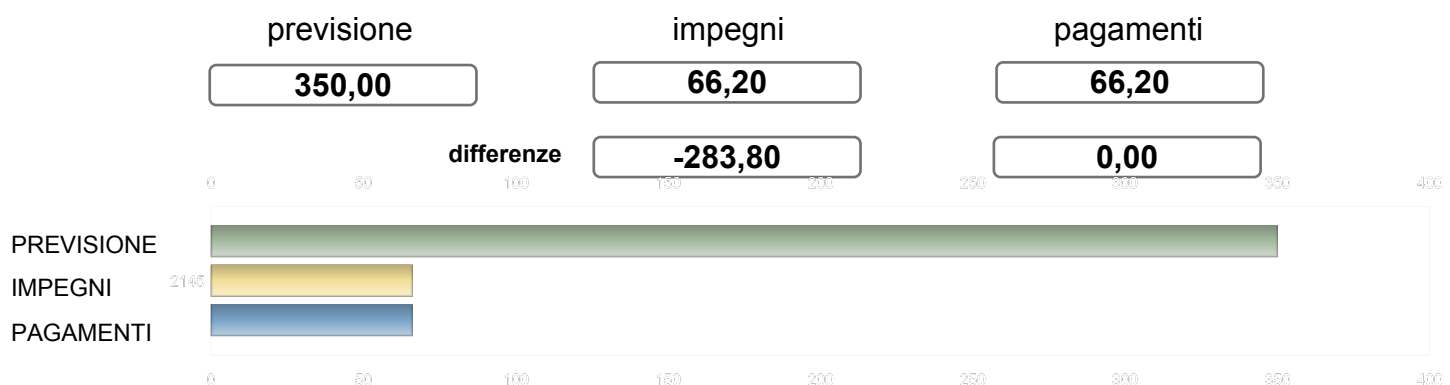 previsione impegni pagamenti
350,00 66,20 66,20
differenze -283,80 0,00
0 50 100 150 200 250 300 350 400
PREVISIONE
IMPEGNI 2145
PAGAMENTI
0 50 100 150 200 250 300 350 400